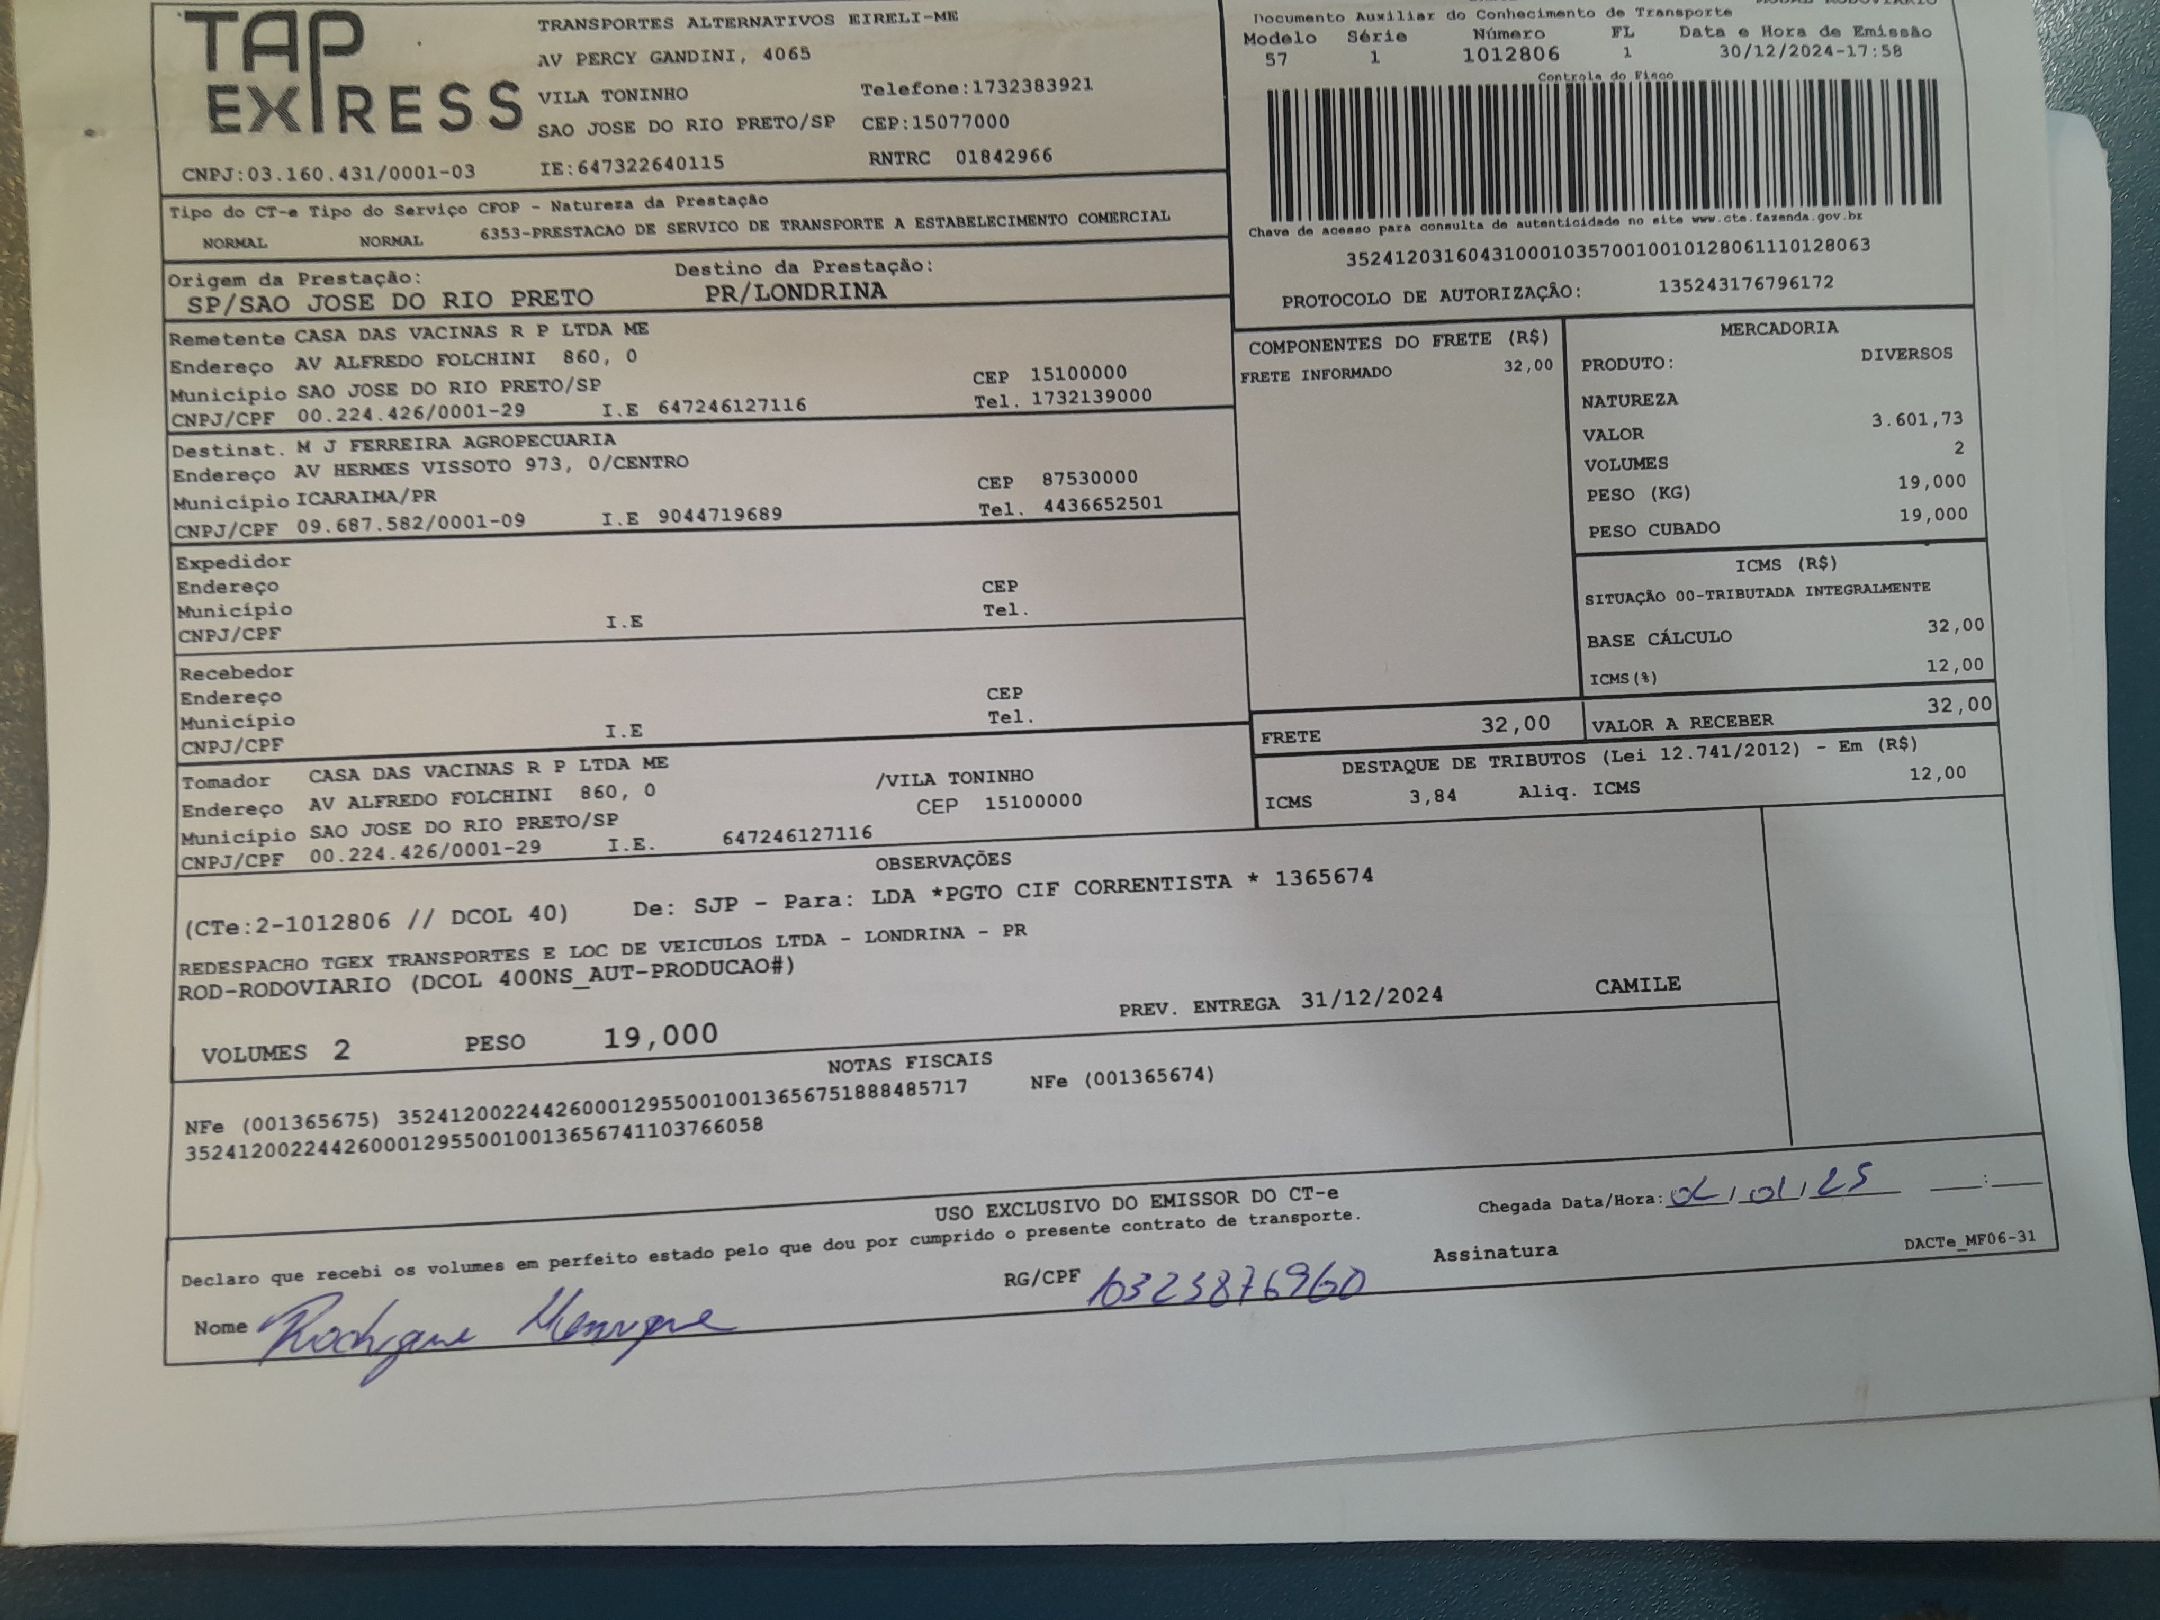 TAP EXPRESS
TRANSPORTES ALTERNATIVOS EIRELI-ME
AV PERCY GANDINI, 4065
VILA TONINHO Telefone:1732383921
SAO JOSE DO RIO PRETO/SP CEP:15077000
CNPJ:03.160.431/0001-03 IE:647322640115 RNTRC 01842966
Documento Auxiliar do Conhecimento de Transporte
Modelo Série Número FL Data e Hora de Emissão
57 1 1012806 1 30/12/2024-17:58
Controle do Fisco
Chave de acesso para consulta de autenticidade no site www.cte.fazenda.gov.br
35241203160431000103570010010128061110128063
PROTOCOLO DE AUTORIZAÇÃO: 135243176796172
Tipo do CT-e Tipo do Serviço CFOP - Natureza da Prestação
NORMAL NORMAL 6353-PRESTACAO DE SERVICO DE TRANSPORTE A ESTABELECIMENTO COMERCIAL
Origem da Prestação: Destino da Prestação:
SP/SAO JOSE DO RIO PRETO PR/LONDRINA
Remetente CASA DAS VACINAS R P LTDA ME
Endereço AV ALFREDO FOLCHINI 860, 0
Município SAO JOSE DO RIO PRETO/SP CEP 15100000
CNPJ/CPF 00.224.426/0001-29 I.E 647246127116 Tel. 1732139000
Destinat. M J FERREIRA AGROPECUARIA
Endereço AV HERMES VISSOTO 973, 0/CENTRO
Município ICARAIMA/PR CEP 87530000
CNPJ/CPF 09.687.582/0001-09 I.E 9044719689 Tel. 4436652501
Expedidor
Endereço CEP
Município Tel.
CNPJ/CPF I.E
Recebedor
Endereço CEP
Município Tel.
CNPJ/CPF I.E
Tomador CASA DAS VACINAS R P LTDA ME /VILA TONINHO
Endereço AV ALFREDO FOLCHINI 860, 0 CEP 15100000
Município SAO JOSE DO RIO PRETO/SP
CNPJ/CPF 00.224.426/0001-29 I.E. 647246127116
COMPONENTES DO FRETE (R$)
FRETE INFORMADO 32,00
MERCADORIA
PRODUTO: DIVERSOS
NATUREZA
VALOR 3.601,73
VOLUMES 2
PESO (KG) 19,000
PESO CUBADO 19,000
ICMS (R$)
SITUAÇÃO 00-TRIBUTADA INTEGRALMENTE
BASE CÁLCULO 32,00
ICMS(%) 12,00
FRETE 32,00 VALOR A RECEBER 32,00
DESTAQUE DE TRIBUTOS (Lei 12.741/2012) - Em (R$)
ICMS 3,84 Aliq. ICMS 12,00
OBSERVAÇÕES
(CTe:2-1012806 // DCOL 40) De: SJP - Para: LDA *PGTO CIF CORRENTISTA * 1365674
REDESPACHO TGEX TRANSPORTES E LOC DE VEICULOS LTDA - LONDRINA - PR
ROD-RODOVIARIO (DCOL 400NS_AUT-PRODUCAO#)
PREV. ENTREGA 31/12/2024 CAMILE
VOLUMES 2 PESO 19,000
NOTAS FISCAIS
NFe (001365675) 35241200224426000129550010013656751888485717 NFe (001365674)
35241200224426000129550010013656741103766058
USO EXCLUSIVO DO EMISSOR DO CT-e
Chegada Data/Hora: /01/25 __:__
Declaro que recebi os volumes em perfeito estado pelo que dou por cumprido o presente contrato de transporte.
Nome Rodrigue Henrique RG/CPF 10323876960 Assinatura
DACTe_MF06-31